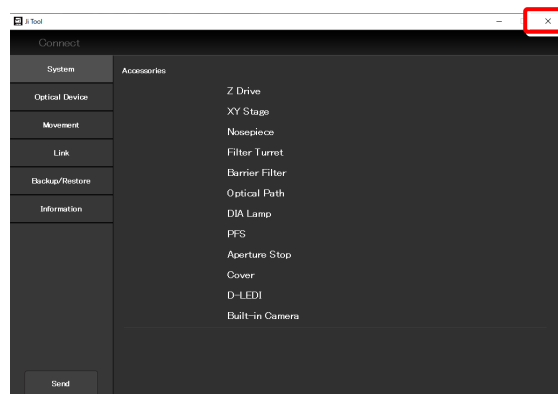 Ji Tool
Connect
System
Optical Device
Movement
Link
Backup/Restore
Information
Send
Accessories
Z Drive
XY Stage
Nosepiece
Filter Turret
Barrier Filter
Optical Path
DIA Lamp
PFS
Aperture Stop
Cover
D-LEDI
Built-in Camera